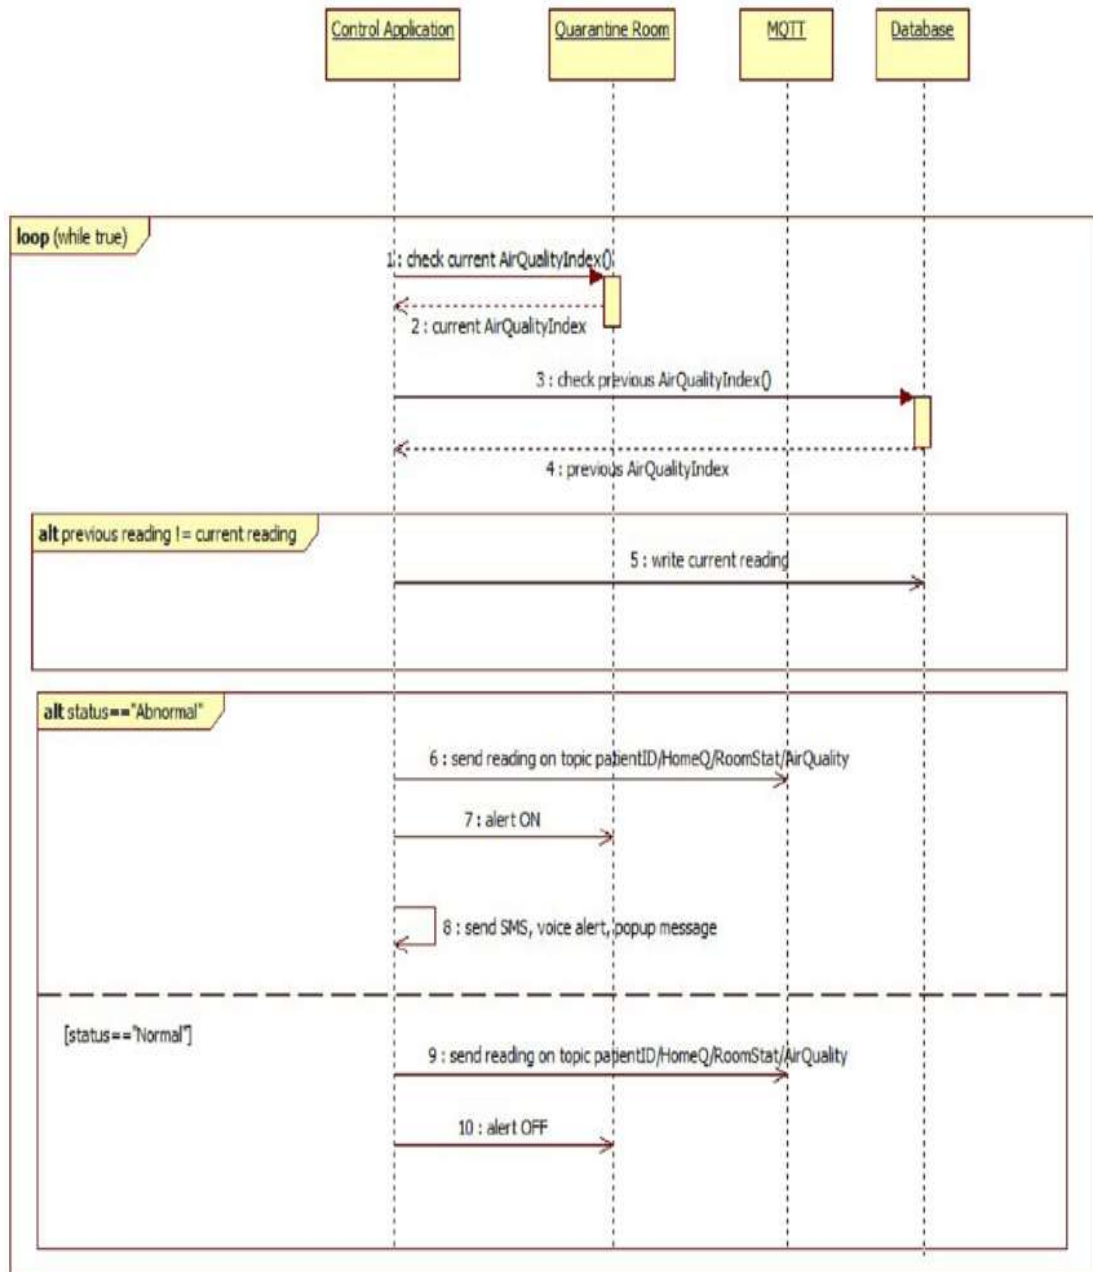 Control Application
Quarantine Room
MQTT
Database
loop (while true)
1 : check current AirQualityIndex()
2 : current AirQualityIndex
3 : check previous AirQualityIndex()
4 : previous AirQualityIndex
alt previous reading != current reading
5 : write current reading
alt status=="Abnormal"
6 : send reading on topic patientID/HomeQ/RoomStat/AirQuality
7 : alert ON
8 : send SMS, voice alert, popup message
[status=="Normal"]
9 : send reading on topic patientID/HomeQ/RoomStat/AirQuality
10 : alert OFF